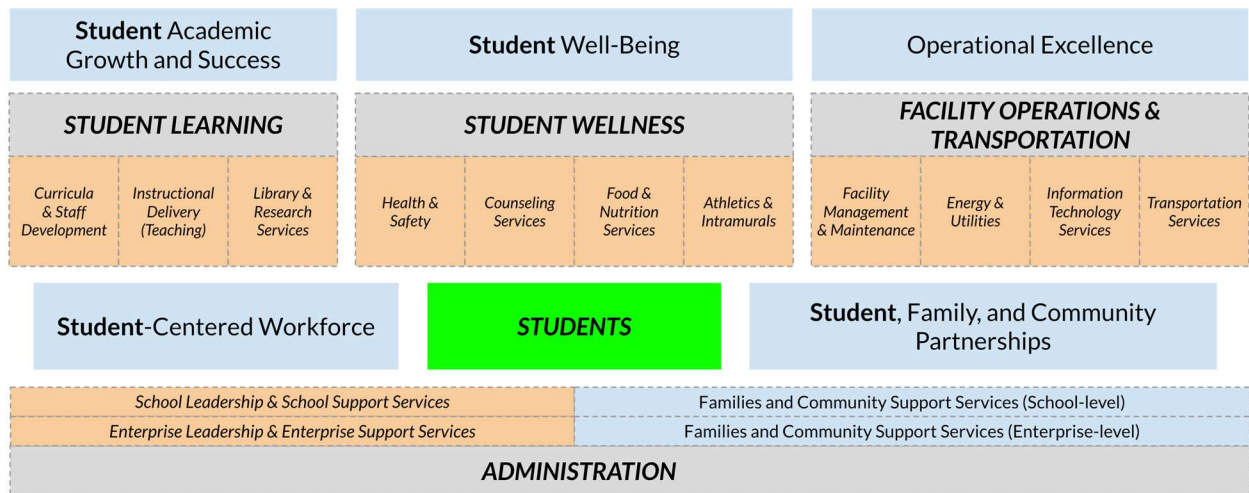 Student Academic
Growth and Success
Student Well-Being
Operational Excellence
STUDENT LEARNING
STUDENT WELLNESS
FACILITY OPERATIONS &
TRANSPORTATION
Curricula
& Staff
Development
Instructional
Delivery
(Teaching)
Library &
Research
Services
Health &
Safety
Counseling
Services
Food &
Nutrition
Services
Athletics &
Intramurals
Facility
Management
& Maintenance
Energy &
Utilities
Information
Technology
Services
Transportation
Services
Student-Centered Workforce
STUDENTS
Student, Family, and Community
Partnerships
School Leadership & School Support Services
Families and Community Support Services (School-level)
Enterprise Leadership & Enterprise Support Services
Families and Community Support Services (Enterprise-level)
ADMINISTRATION